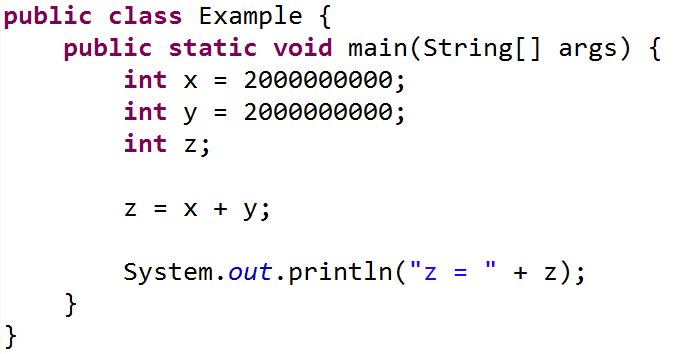 public class Example {
    public static void main(String[] args) {
        int x = 2000000000;
        int y = 2000000000;
        int z;

        z = x + y;

        System.out.println("z = " + z);
    }
}